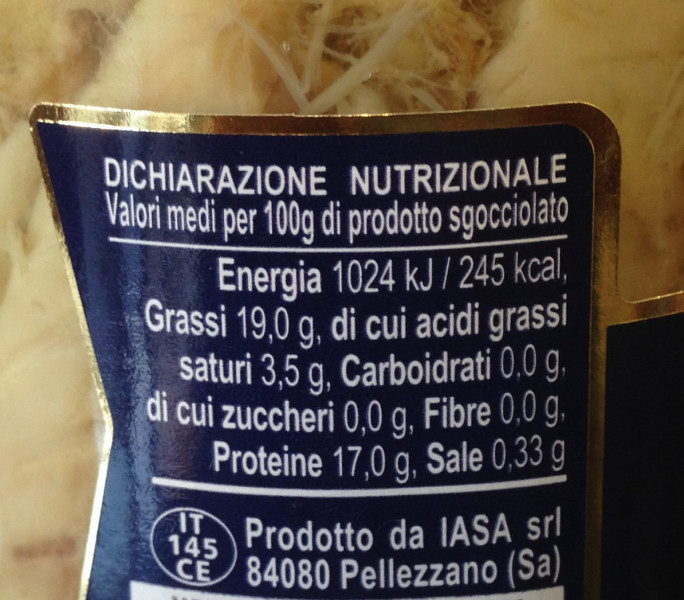 DICHIARAZIONE NUTRIZIONALE
Valori medi per 100g di prodotto sgocciolato
Energia 1024 kJ / 245 kcal,
Grassi 19,0 g, di cui acidi grassi
saturi 3,5 g, Carboidrati 0,0 g,
di cui zuccheri 0,0 g, Fibre 0,0 g,
Proteine 17,0 g, Sale 0,33 g
IT
145
CE
Prodotto da IASA srl
84080 Pellezzano (Sa)